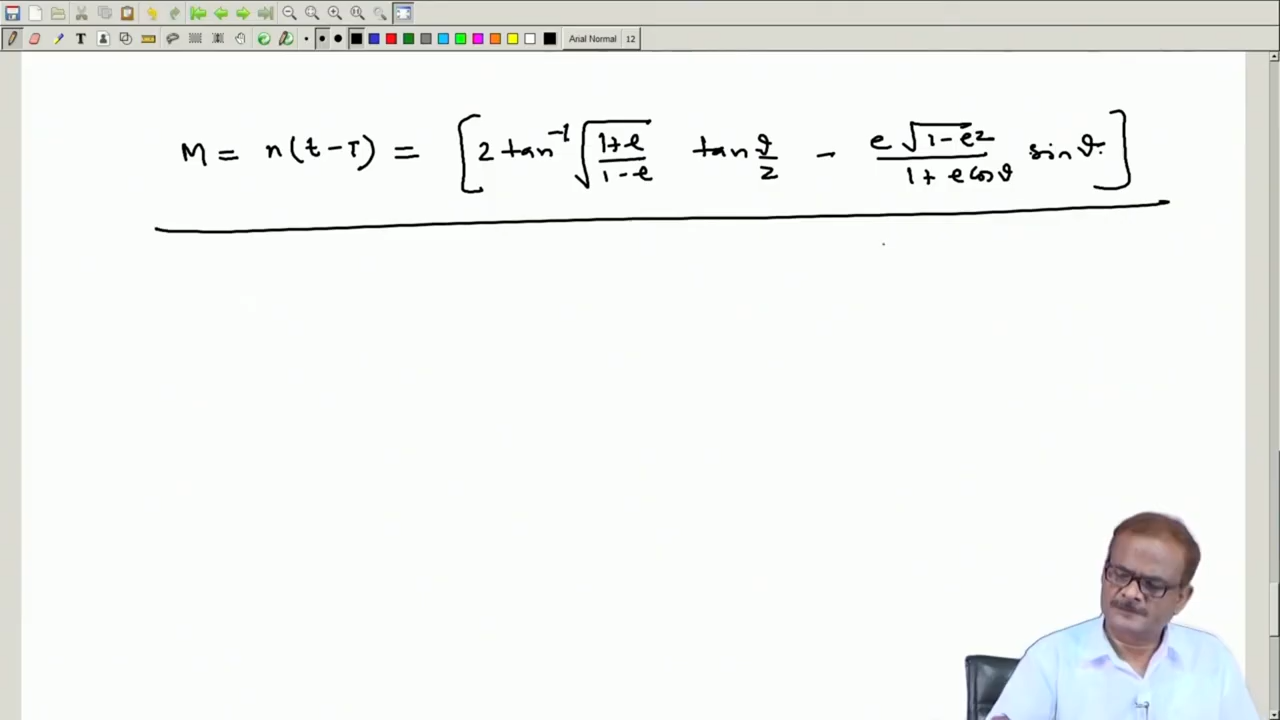 Arial Normal 12
M = n(t-τ) = [2 tan⁻¹ √((1+e)/(1-e)) tan ϑ/2 - (e√(1-e²))/(1+e cos ϑ) sin ϑ.]